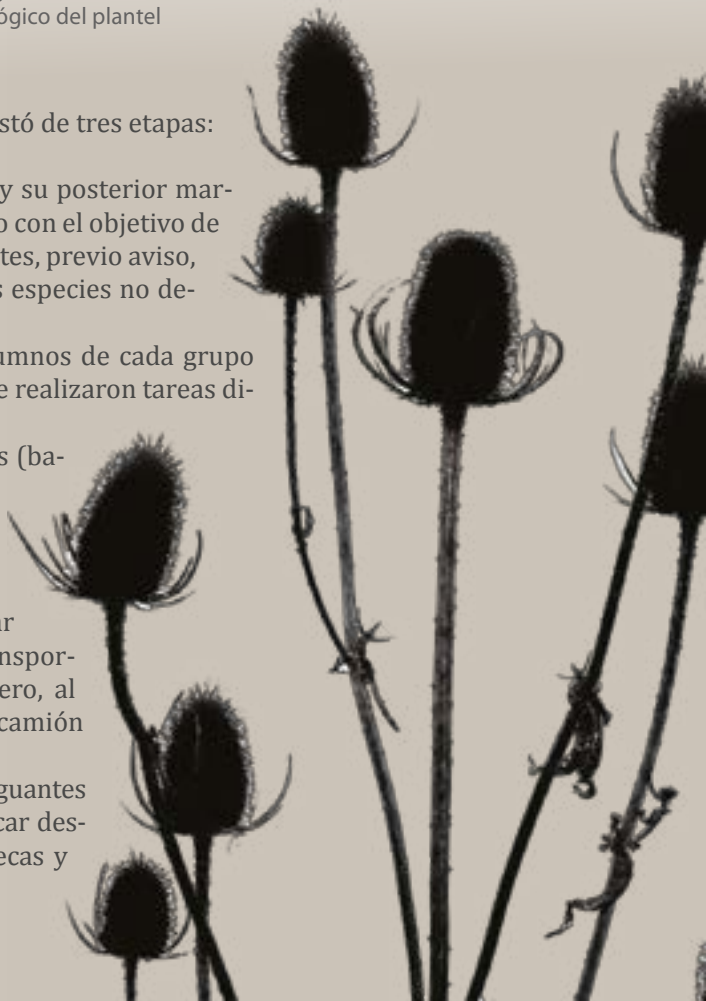 ógico del plantel
stó de tres etapas:
y su posterior mar-
o con el objetivo de
tes, previo aviso,
s especies no de-
umnos de cada grupo
e realizaron tareas di-
s (ba-
ar
nspor-
ero, al
camión
guantes
car des-
ecas y